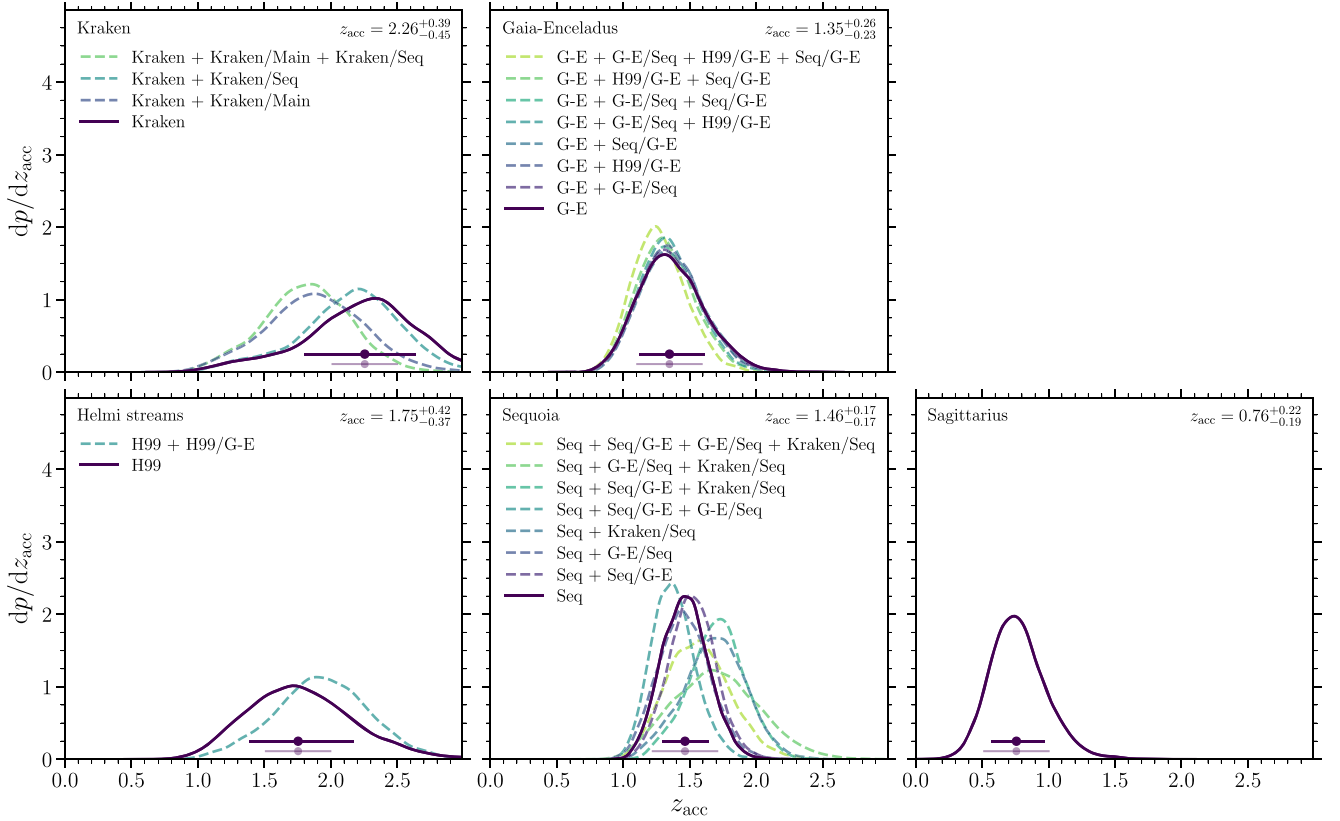 Kraken
z_acc = 2.26^{+0.39}_{-0.45}
Kraken + Kraken/Main + Kraken/Seq
Kraken + Kraken/Seq
Kraken + Kraken/Main
Kraken
dp/dz_acc
4
3
2
1
0
Gaia-Enceladus
z_acc = 1.35^{+0.26}_{-0.23}
G-E + G-E/Seq + H99/G-E + Seq/G-E
G-E + H99/G-E + Seq/G-E
G-E + G-E/Seq + Seq/G-E
G-E + G-E/Seq + H99/G-E
G-E + Seq/G-E
G-E + H99/G-E
G-E + G-E/Seq
G-E
Helmi streams
z_acc = 1.75^{+0.42}_{-0.37}
H99 + H99/G-E
H99
dp/dz_acc
4
3
2
1
0
0.0 0.5 1.0 1.5 2.0 2.5
Sequoia
z_acc = 1.46^{+0.17}_{-0.17}
Seq + Seq/G-E + G-E/Seq + Kraken/Seq
Seq + G-E/Seq + Kraken/Seq
Seq + Seq/G-E + Kraken/Seq
Seq + Seq/G-E + G-E/Seq
Seq + Kraken/Seq
Seq + G-E/Seq
Seq + Seq/G-E
Seq
0.0 0.5 1.0 1.5 2.0 2.5
z_acc
Sagittarius
z_acc = 0.76^{+0.22}_{-0.19}
0.0 0.5 1.0 1.5 2.0 2.5